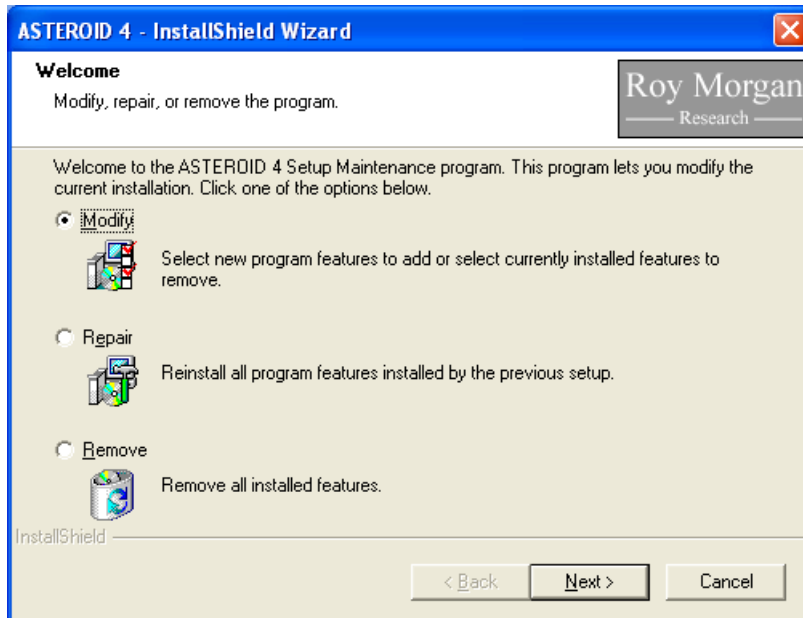 ASTEROID 4 - InstallShield Wizard
Welcome
Modify, repair, or remove the program.
Roy Morgan
Research
Welcome to the ASTEROID 4 Setup Maintenance program. This program lets you modify the
current installation. Click one of the options below.
Modify
Select new program features to add or select currently installed features to
remove.
Repair
Reinstall all program features installed by the previous setup.
Remove
Remove all installed features.
InstallShield
< Back
Next >
Cancel